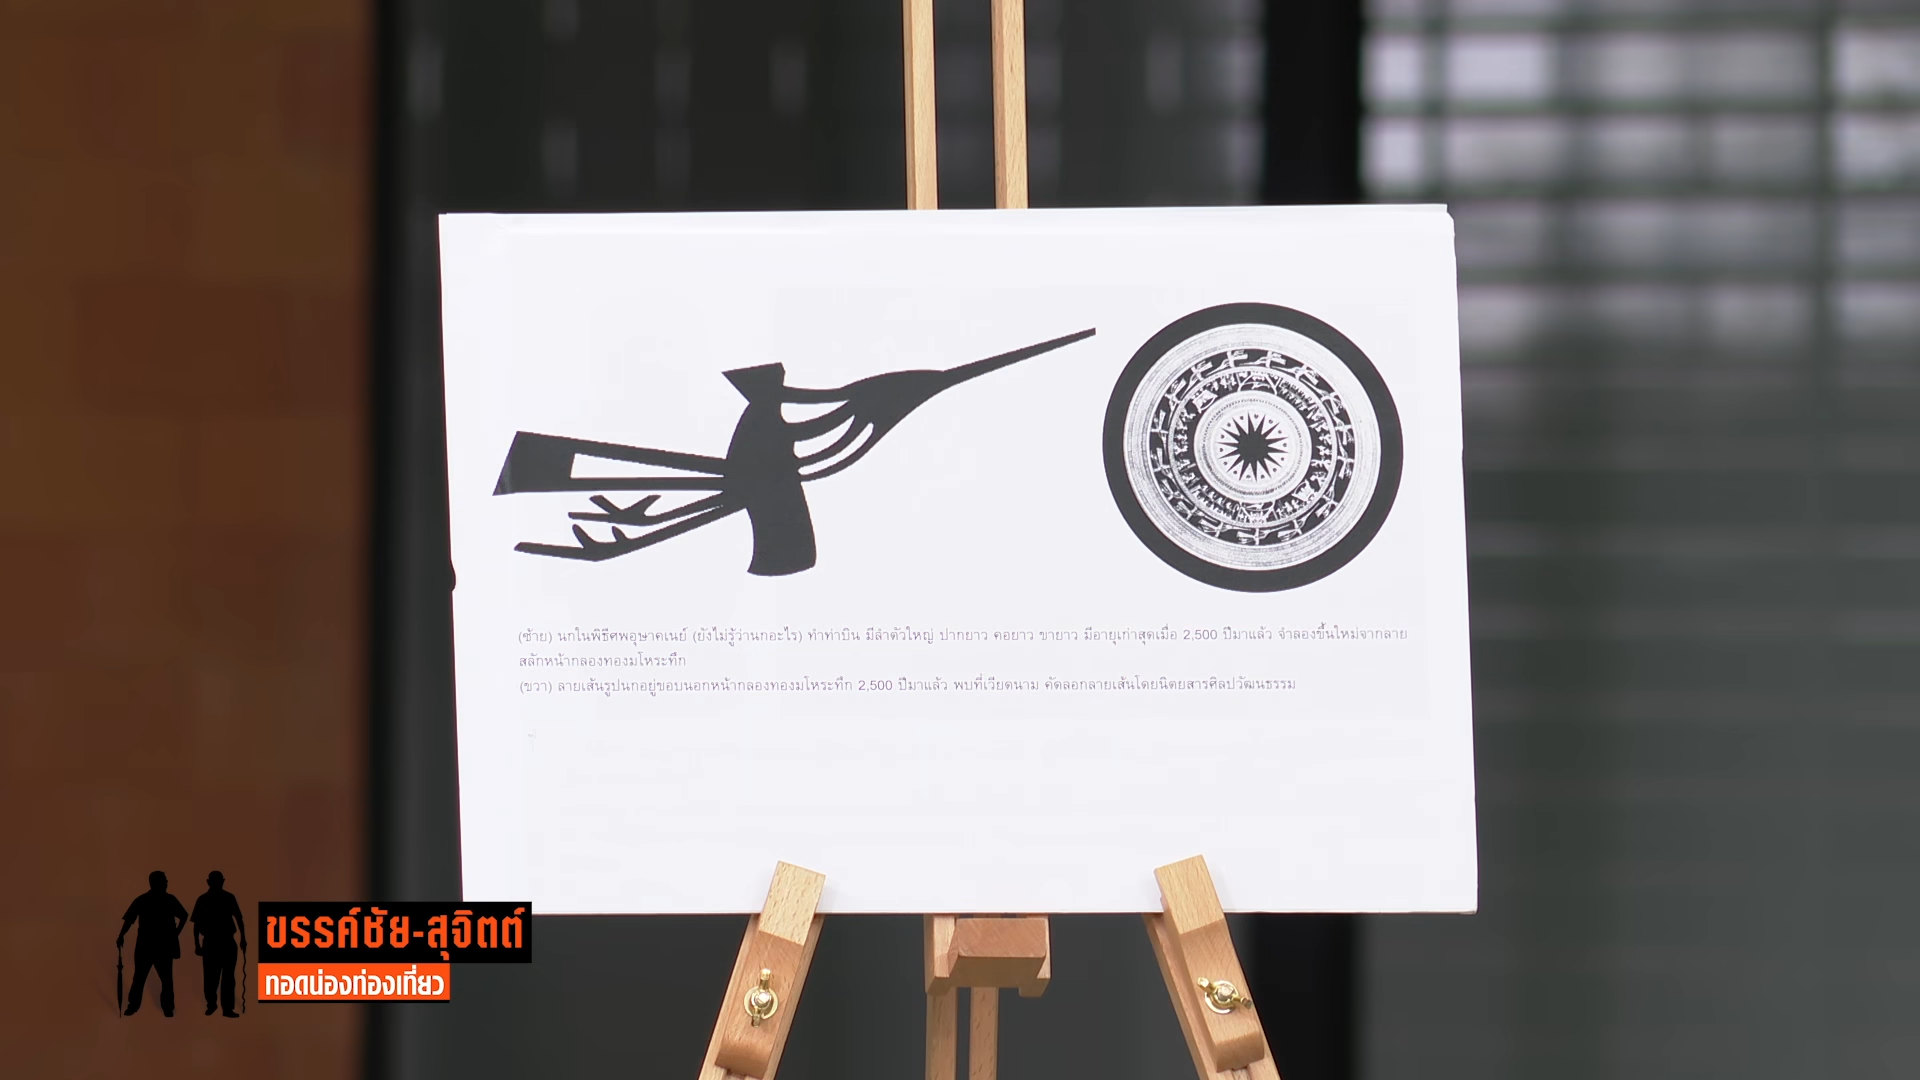 (ซ้าย) นกในพิธีศพอุษาคเนย์ (ยังไม่รู้ว่านกอะไร) ทำท่าบิน มีลำตัวใหญ่ ปากยาว คอยาว ขายาว มีอายุเก่าสุดเมื่อ 2,500 ปีมาแล้ว จำลองขึ้นใหม่จากลาย
สลักหน้ากลองทองมโหระทึก
(ขวา) ลายเส้นรูปนกอยู่ขอบนอกหน้ากลองทองมโหระทึก 2,500 ปีมาแล้ว พบที่เวียดนาม คัดลอกลายเส้นโดยนิตยสารศิลปวัฒนธรรม
ขรรค์ชัย-สุจิตต์
ทอดน่องท่องเที่ยว